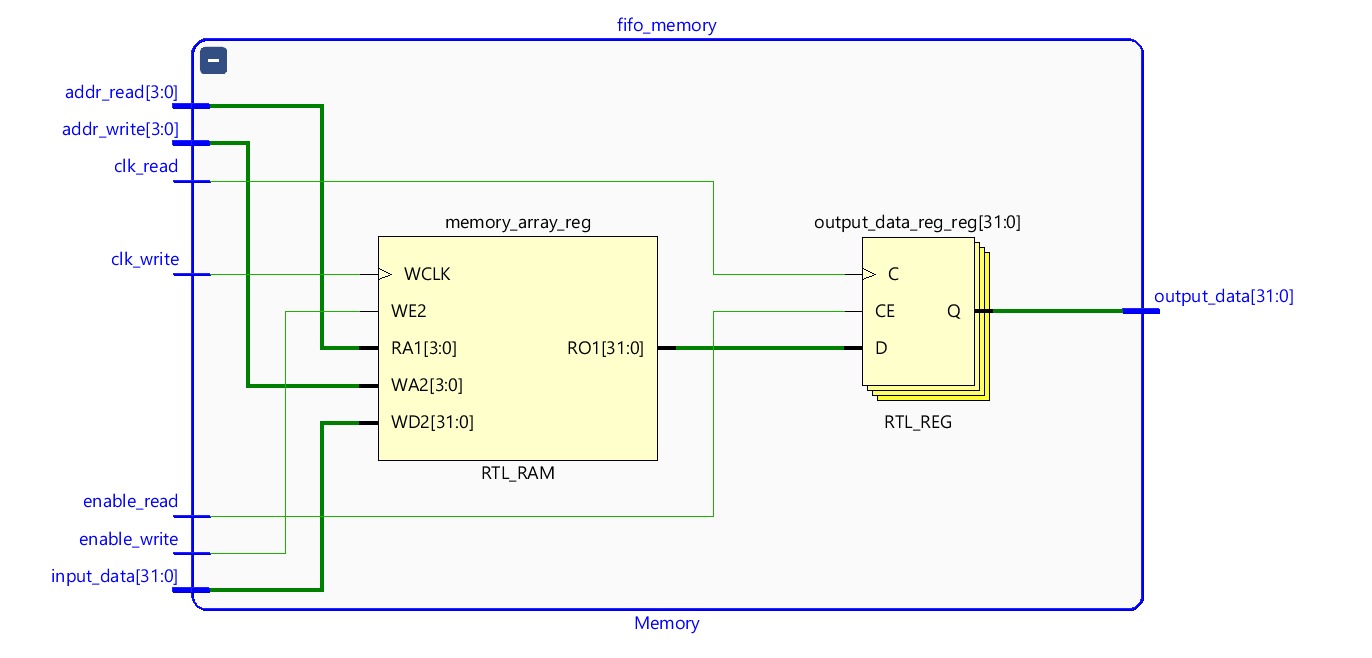 fifo_memory
addr_read[3:0]
addr_write[3:0]
clk_read
clk_write
enable_read
enable_write
input_data[31:0]
memory_array_reg
WCLK
WE2
RA1[3:0]
WA2[3:0]
WD2[31:0]
RO1[31:0]
RTL_RAM
output_data_reg_reg[31:0]
C
CE
D
Q
RTL_REG
output_data[31:0]
Memory